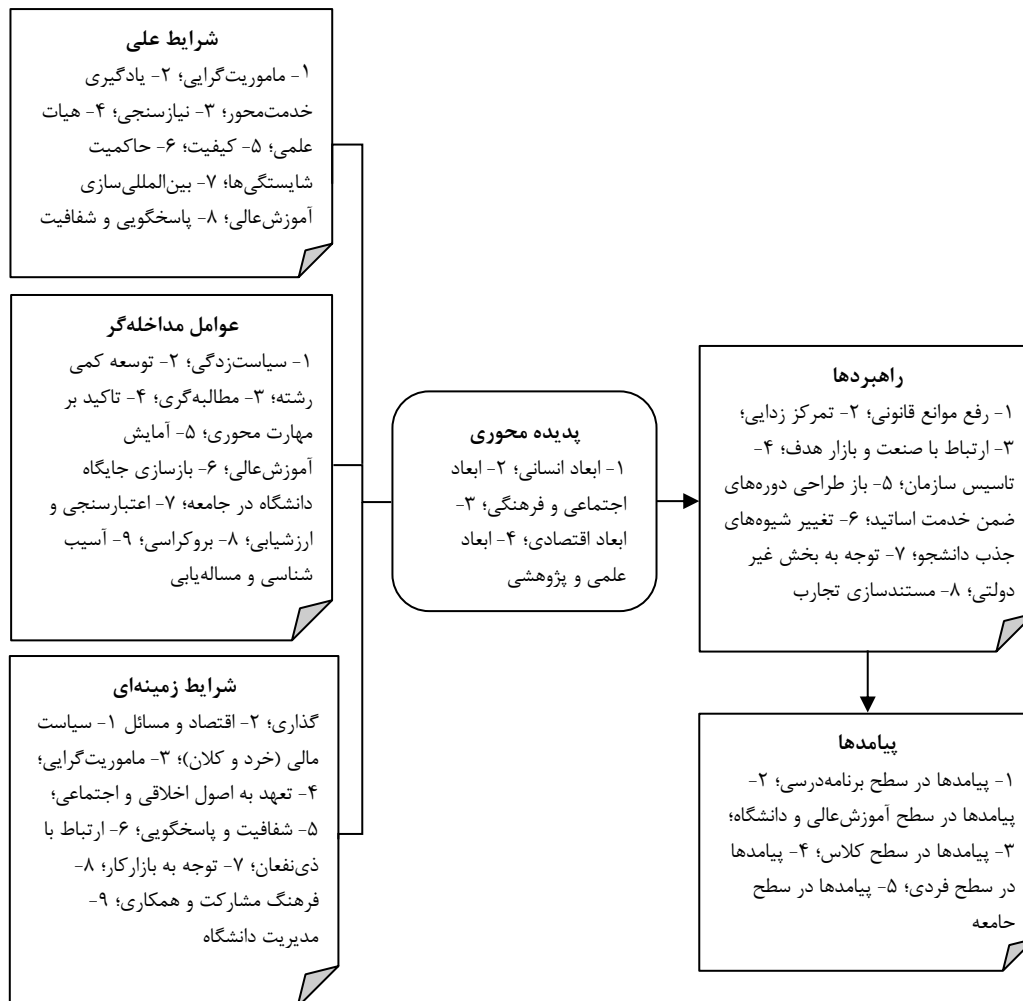 شرایط علی
۱- ماموریت‌گرایی؛ ۲- یادگیری
خدمت‌محور؛ ۳- نیازسنجی؛ ۴- هیات
علمی؛ ۵- کیفیت؛ ۶- حاکمیت
شایستگی‌ها؛ ۷- بین‌المللی‌سازی
آموزش‌عالی؛ ۸- پاسخگویی و شفافیت
عوامل مداخله‌گر
۱- سیاست‌زدگی؛ ۲- توسعه کمی
رشته؛ ۳- مطالبه‌گری؛ ۴- تاکید بر
مهارت محوری؛ ۵- آمایش
آموزش‌عالی؛ ۶- بازسازی جایگاه
دانشگاه در جامعه؛ ۷- اعتبارسنجی و
ارزشیابی؛ ۸- بروکراسی؛ ۹- آسیب
شناسی و مساله‌یابی
شرایط زمینه‌ای
گذاری؛ ۲- اقتصاد و مسائل ۱- سیاست
مالی (خرد و کلان)؛ ۳- ماموریت‌گرایی؛
۴- تعهد به اصول اخلاقی و اجتماعی؛
۵- شفافیت و پاسخگویی؛ ۶- ارتباط با
ذی‌نفعان؛ ۷- توجه به بازارکار؛ ۸-
فرهنگ مشارکت و همکاری؛ ۹-
مدیریت دانشگاه
پدیده محوری
۱- ابعاد انسانی؛ ۲- ابعاد
اجتماعی و فرهنگی؛ ۳-
ابعاد اقتصادی؛ ۴- ابعاد
علمی و پژوهشی
راهبردها
۱- رفع موانع قانونی؛ ۲- تمرکز زدایی؛
۳- ارتباط با صنعت و بازار هدف؛ ۴-
تاسیس سازمان؛ ۵- باز طراحی دوره‌های
ضمن خدمت اساتید؛ ۶- تغییر شیوه‌های
جذب دانشجو؛ ۷- توجه به بخش غیر
دولتی؛ ۸- مستندسازی تجارب
پیامدها
۱- پیامدها در سطح برنامه‌درسی؛ ۲-
پیامدها در سطح آموزش‌عالی و دانشگاه؛
۳- پیامدها در سطح کلاس؛ ۴- پیامدها
در سطح فردی؛ ۵- پیامدها در سطح
جامعه